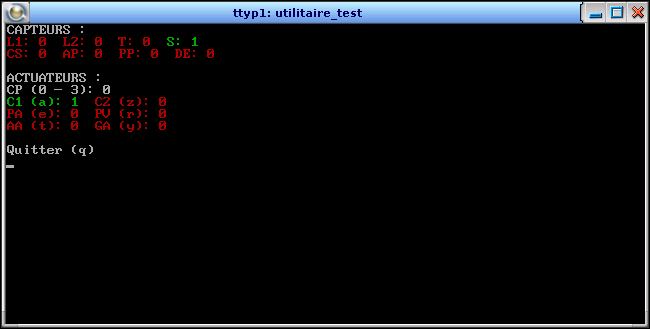 ttyp1: utilitaire_test
CAPTEURS :
L1: 0  L2: 0  T: 0  S: 1
CS: 0  AP: 0  PP: 0  DE: 0
ACTUATEURS :
CP (0 - 3): 0
C1 (a): 1  C2 (z): 0
PA (e): 0  PV (r): 0
AA (t): 0  GA (y): 0
Quitter (q)